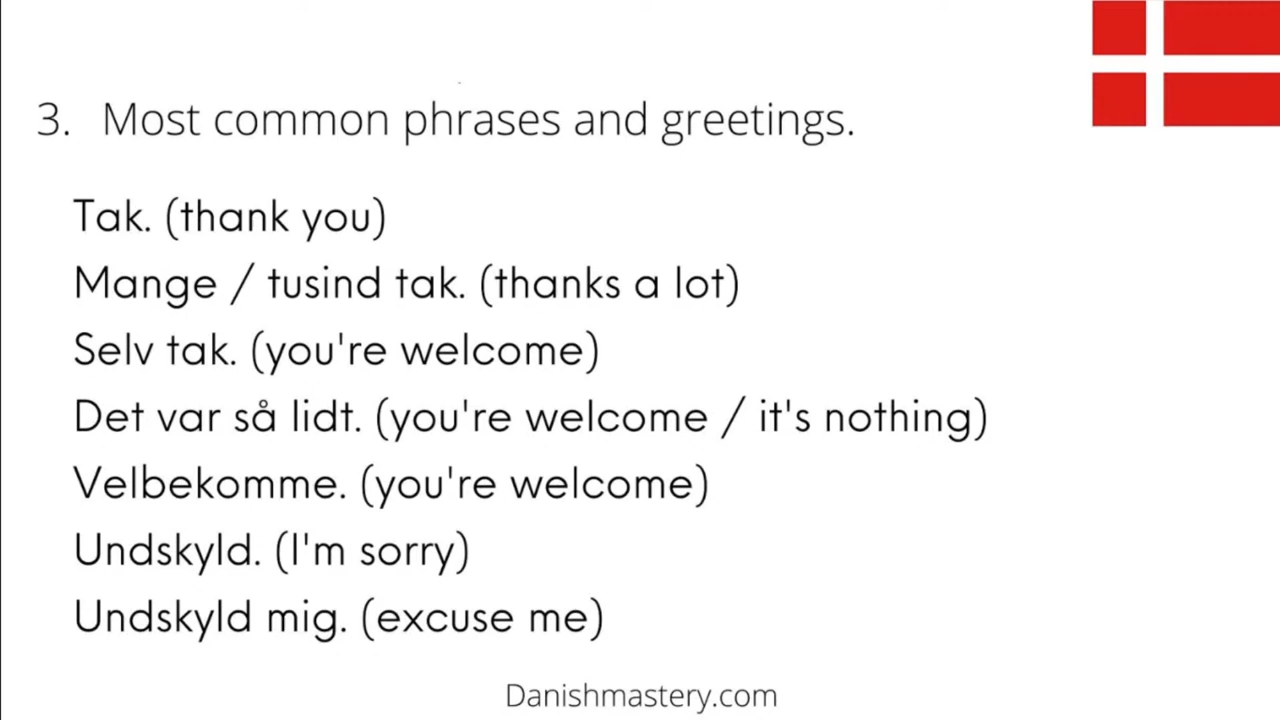 3. Most common phrases and greetings.
Tak. (thank you)
Mange / tusind tak. (thanks a lot)
Selv tak. (you're welcome)
Det var så lidt. (you're welcome / it's nothing)
Velbekomme. (you're welcome)
Undskyld. (I'm sorry)
Undskyld mig. (excuse me)
Danishmastery.com